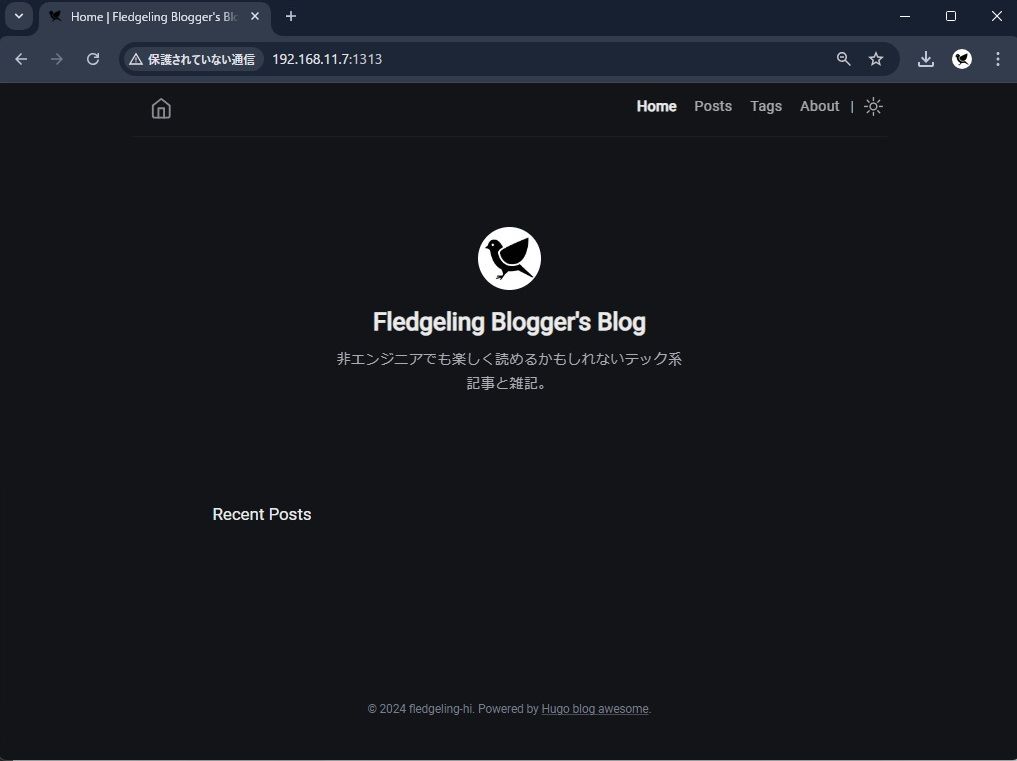 Home | Fledgeling Blogger's Bl
保護されていない通信 192.168.11.7:1313
Home Posts Tags About |
Fledgeling Blogger's Blog
非エンジニアでも楽しく読めるかもしれないテック系
記事と雑記。
Recent Posts
© 2024 fledgeling-hi. Powered by Hugo blog awesome.